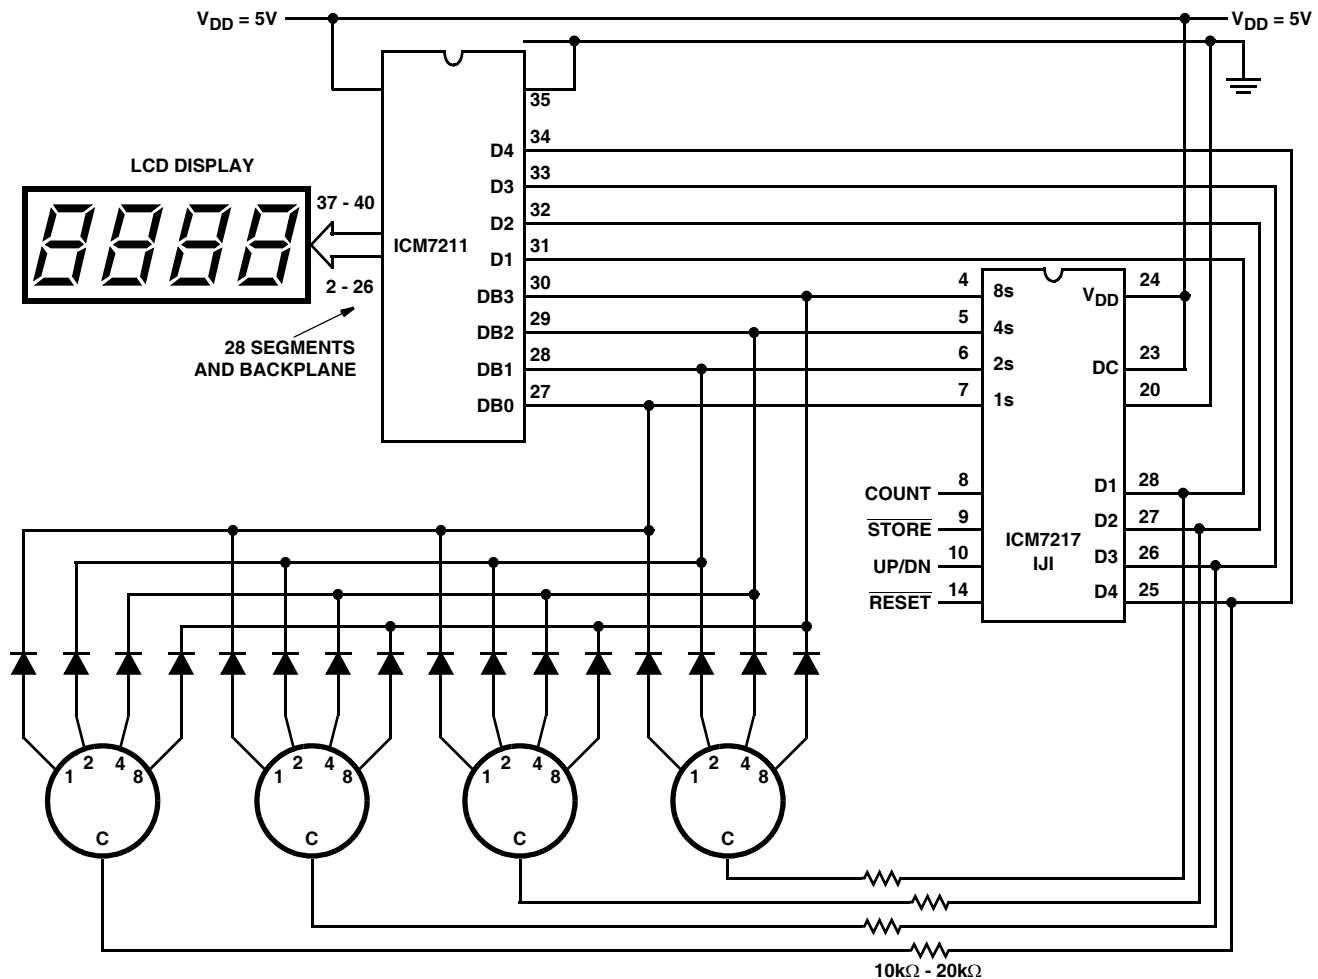 VDD = 5V
VDD = 5V
35
34
D4
33
D3
LCD DISPLAY
37 - 40
32
D2
ICM7211
31
D1
2 - 26
30
DB3
4
8s
24
VDD
28 SEGMENTS
AND BACKPLANE
29
DB2
5
4s
28
DB1
6
2s
23
DC
27
DB0
7
1s
20
COUNT
8
D1
28
STORE
9
D2
27
ICM7217
IJI
UP/DN
10
D3
26
RESET
14
D4
25
1 2 4 8
1 2 4 8
1 2 4 8
1 2 4 8
C
C
C
C
10kΩ - 20kΩ